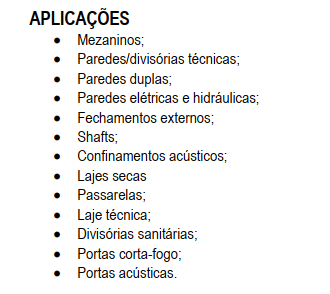 APLICAÇÕES
• Mezaninos;
• Paredes/divisórias técnicas;
• Paredes duplas;
• Paredes elétricas e hidráulicas;
• Fechamentos externos;
• Shafts;
• Confinamentos acústicos;
• Lajes secas
• Passarelas;
• Laje técnica;
• Divisórias sanitárias;
• Portas corta-fogo;
• Portas acústicas.